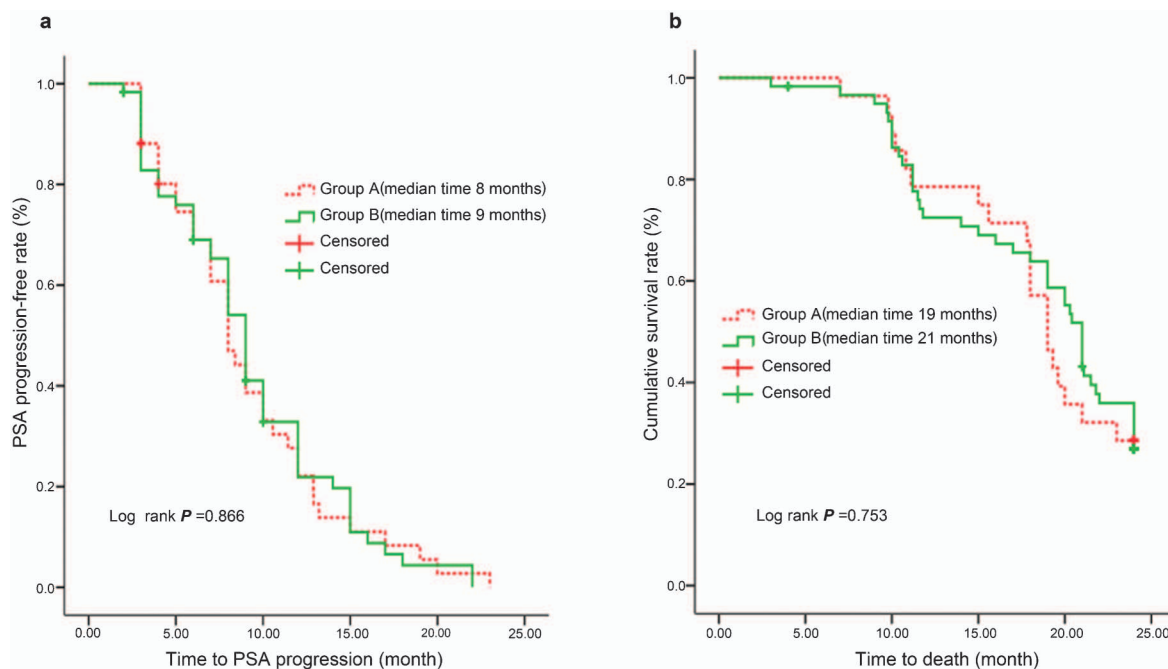 a
PSA progression-free rate (%)
1.0
0.8
0.6
0.4
0.2
0.0
Group A(median time 8 months)
Group B(median time 9 months)
Censored
Censored
Log rank P =0.866
0.00 5.00 10.00 15.00 20.00 25.00
Time to PSA progression (month)
b
Cumulative survival rate (%)
1.0
0.8
0.6
0.4
0.2
0.0
Group A(median time 19 months)
Group B(median time 21 months)
Censored
Censored
Log rank P =0.753
0.00 5.00 10.00 15.00 20.00 25.00
Time to death (month)